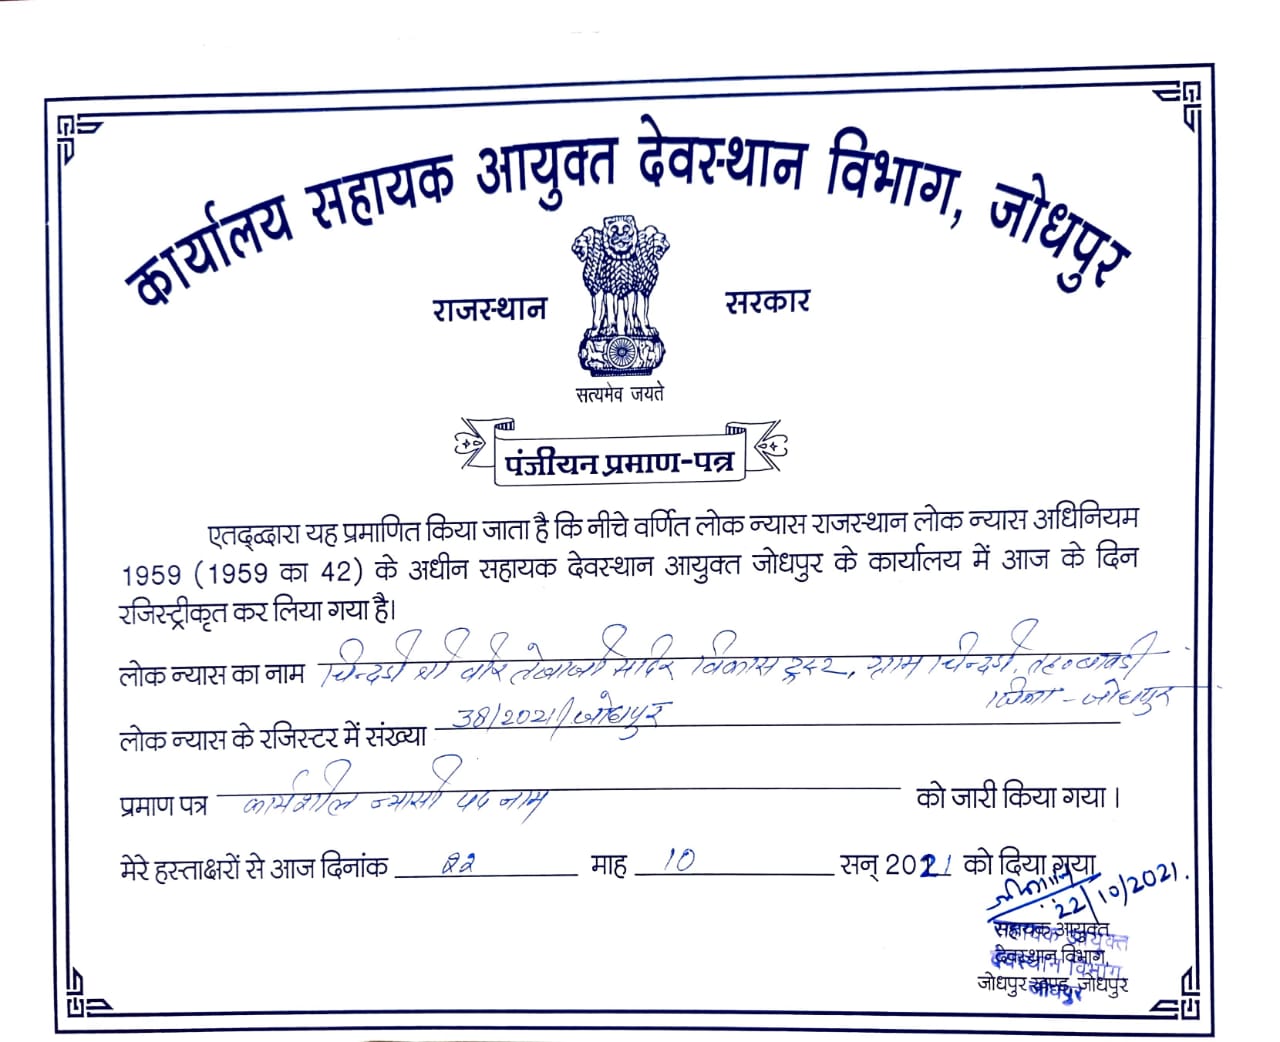 कार्यालय सहायक आयुक्त देवस्थान विभाग, जोधपुर
राजस्थान सरकार
सत्यमेव जयते
पंजीयन प्रमाण-पत्र
एतद्द्वारा यह प्रमाणित किया जाता है कि नीचे वर्णित लोक न्यास राजस्थान लोक न्यास अधिनियम
1959 (1959 का 42) के अधीन सहायक देवस्थान आयुक्त जोधपुर के कार्यालय में आज के दिन
रजिस्ट्रीकृत कर लिया गया है।
लोक न्यास का नाम चिन्दडी श्री वीर तेजाजी मंदिर विकास ट्रस्ट, ग्राम चिन्दडी, तह० बावडी
जिला - जोधपुर
लोक न्यास के रजिस्टर में संख्या 38/2021/जोधपुर
प्रमाण पत्र कार्यशील न्यासी पद नाम को जारी किया गया।
मेरे हस्ताक्षरों से आज दिनांक 22 माह 10 सन् 2021 को दिया गया
22/10/2021.
सहायक आयुक्त
देवस्थान विभाग,
जोधपुर खण्ड, जोधपुर
सहायक आयुक्त
देवस्थान विभाग
जोधपुर